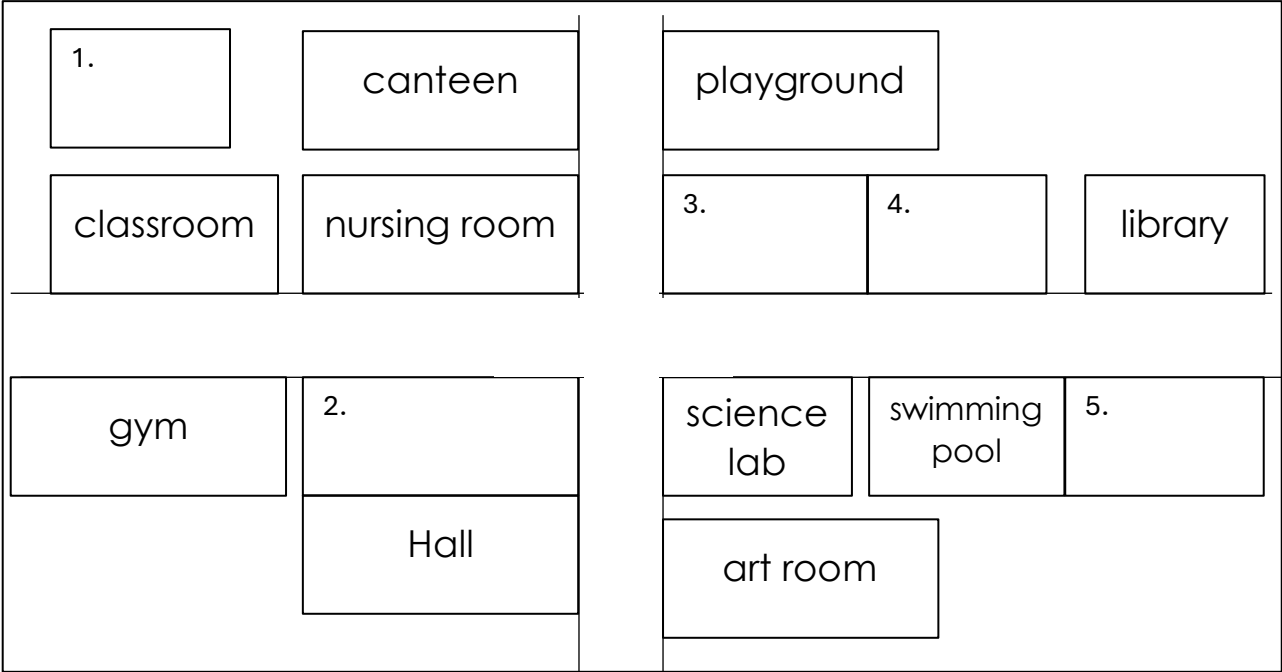 1.
canteen
playground
classroom
nursing room
3.
4.
library
gym
2.
science
lab
swimming
pool
5.
Hall
art room